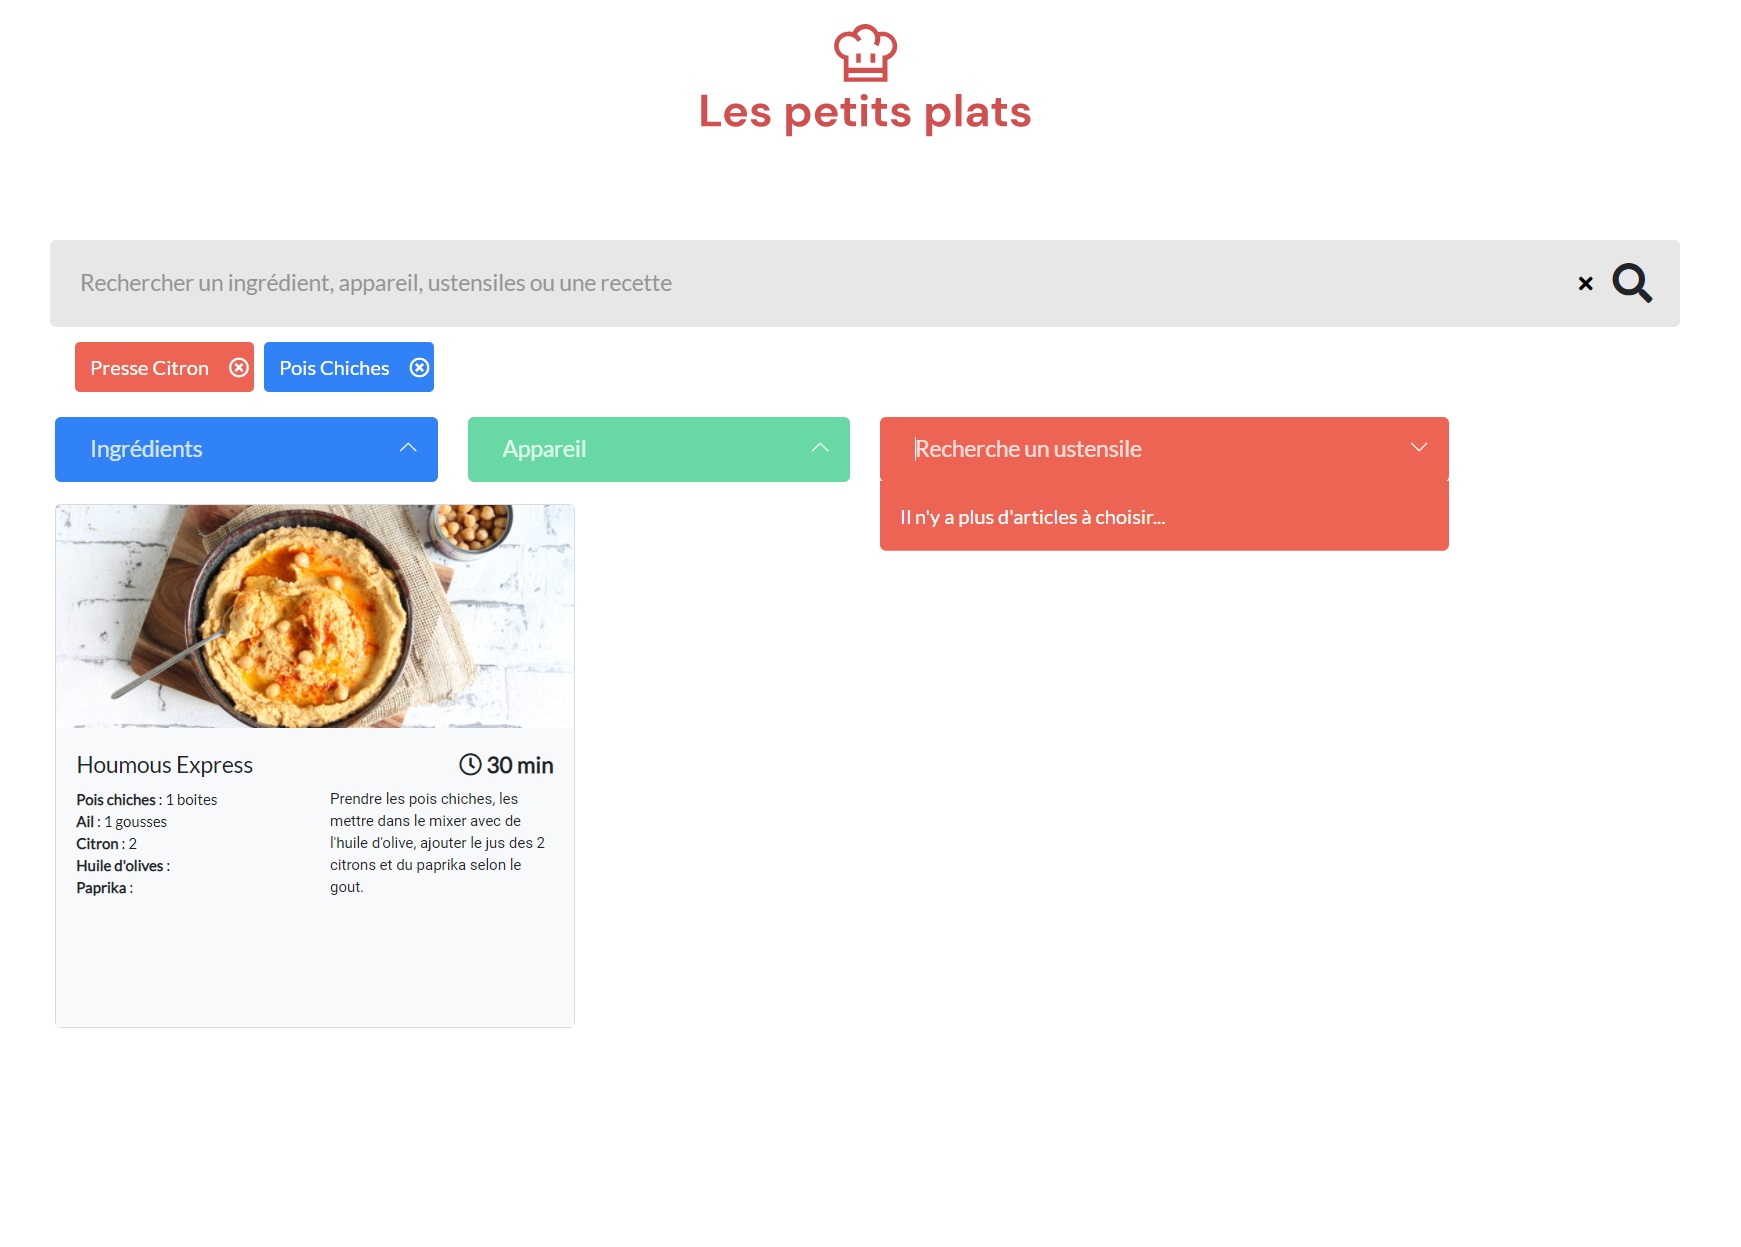 Les petits plats
Rechercher un ingrédient, appareil, ustensiles ou une recette
Presse Citron
Pois Chiches
Ingrédients
Appareil
Recherche un ustensile
Il n'y a plus d'articles à choisir...
Houmous Express
30 min
Pois chiches : 1 boites
Ail : 1 gousses
Citron : 2
Huile d'olives :
Paprika :
Prendre les pois chiches, les
mettre dans le mixer avec de
l'huile d'olive, ajouter le jus des 2
citrons et du paprika selon le
gout.